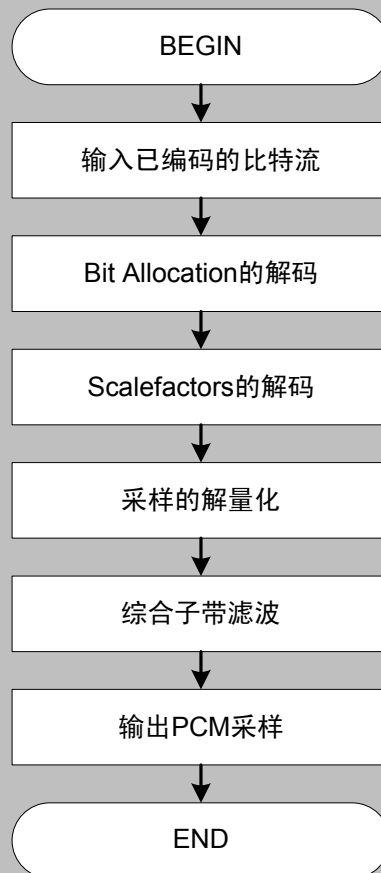 BEGIN
输入已编码的比特流
Bit Allocation的解码
Scalefactors的解码
采样的解量化
综合子带滤波
输出PCM采样
END